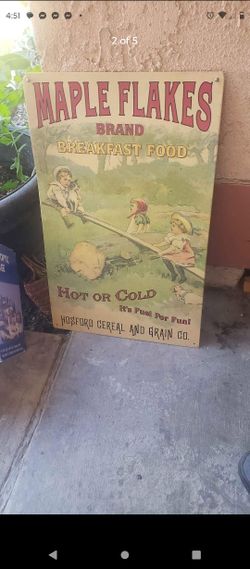 4:51
2 of 5
MAPLE FLAKES
BRAND
BREAKFAST FOOD
HOT OR COLD
It's Fuel For Fun!
HOSFORD CEREAL AND GRAIN CO.